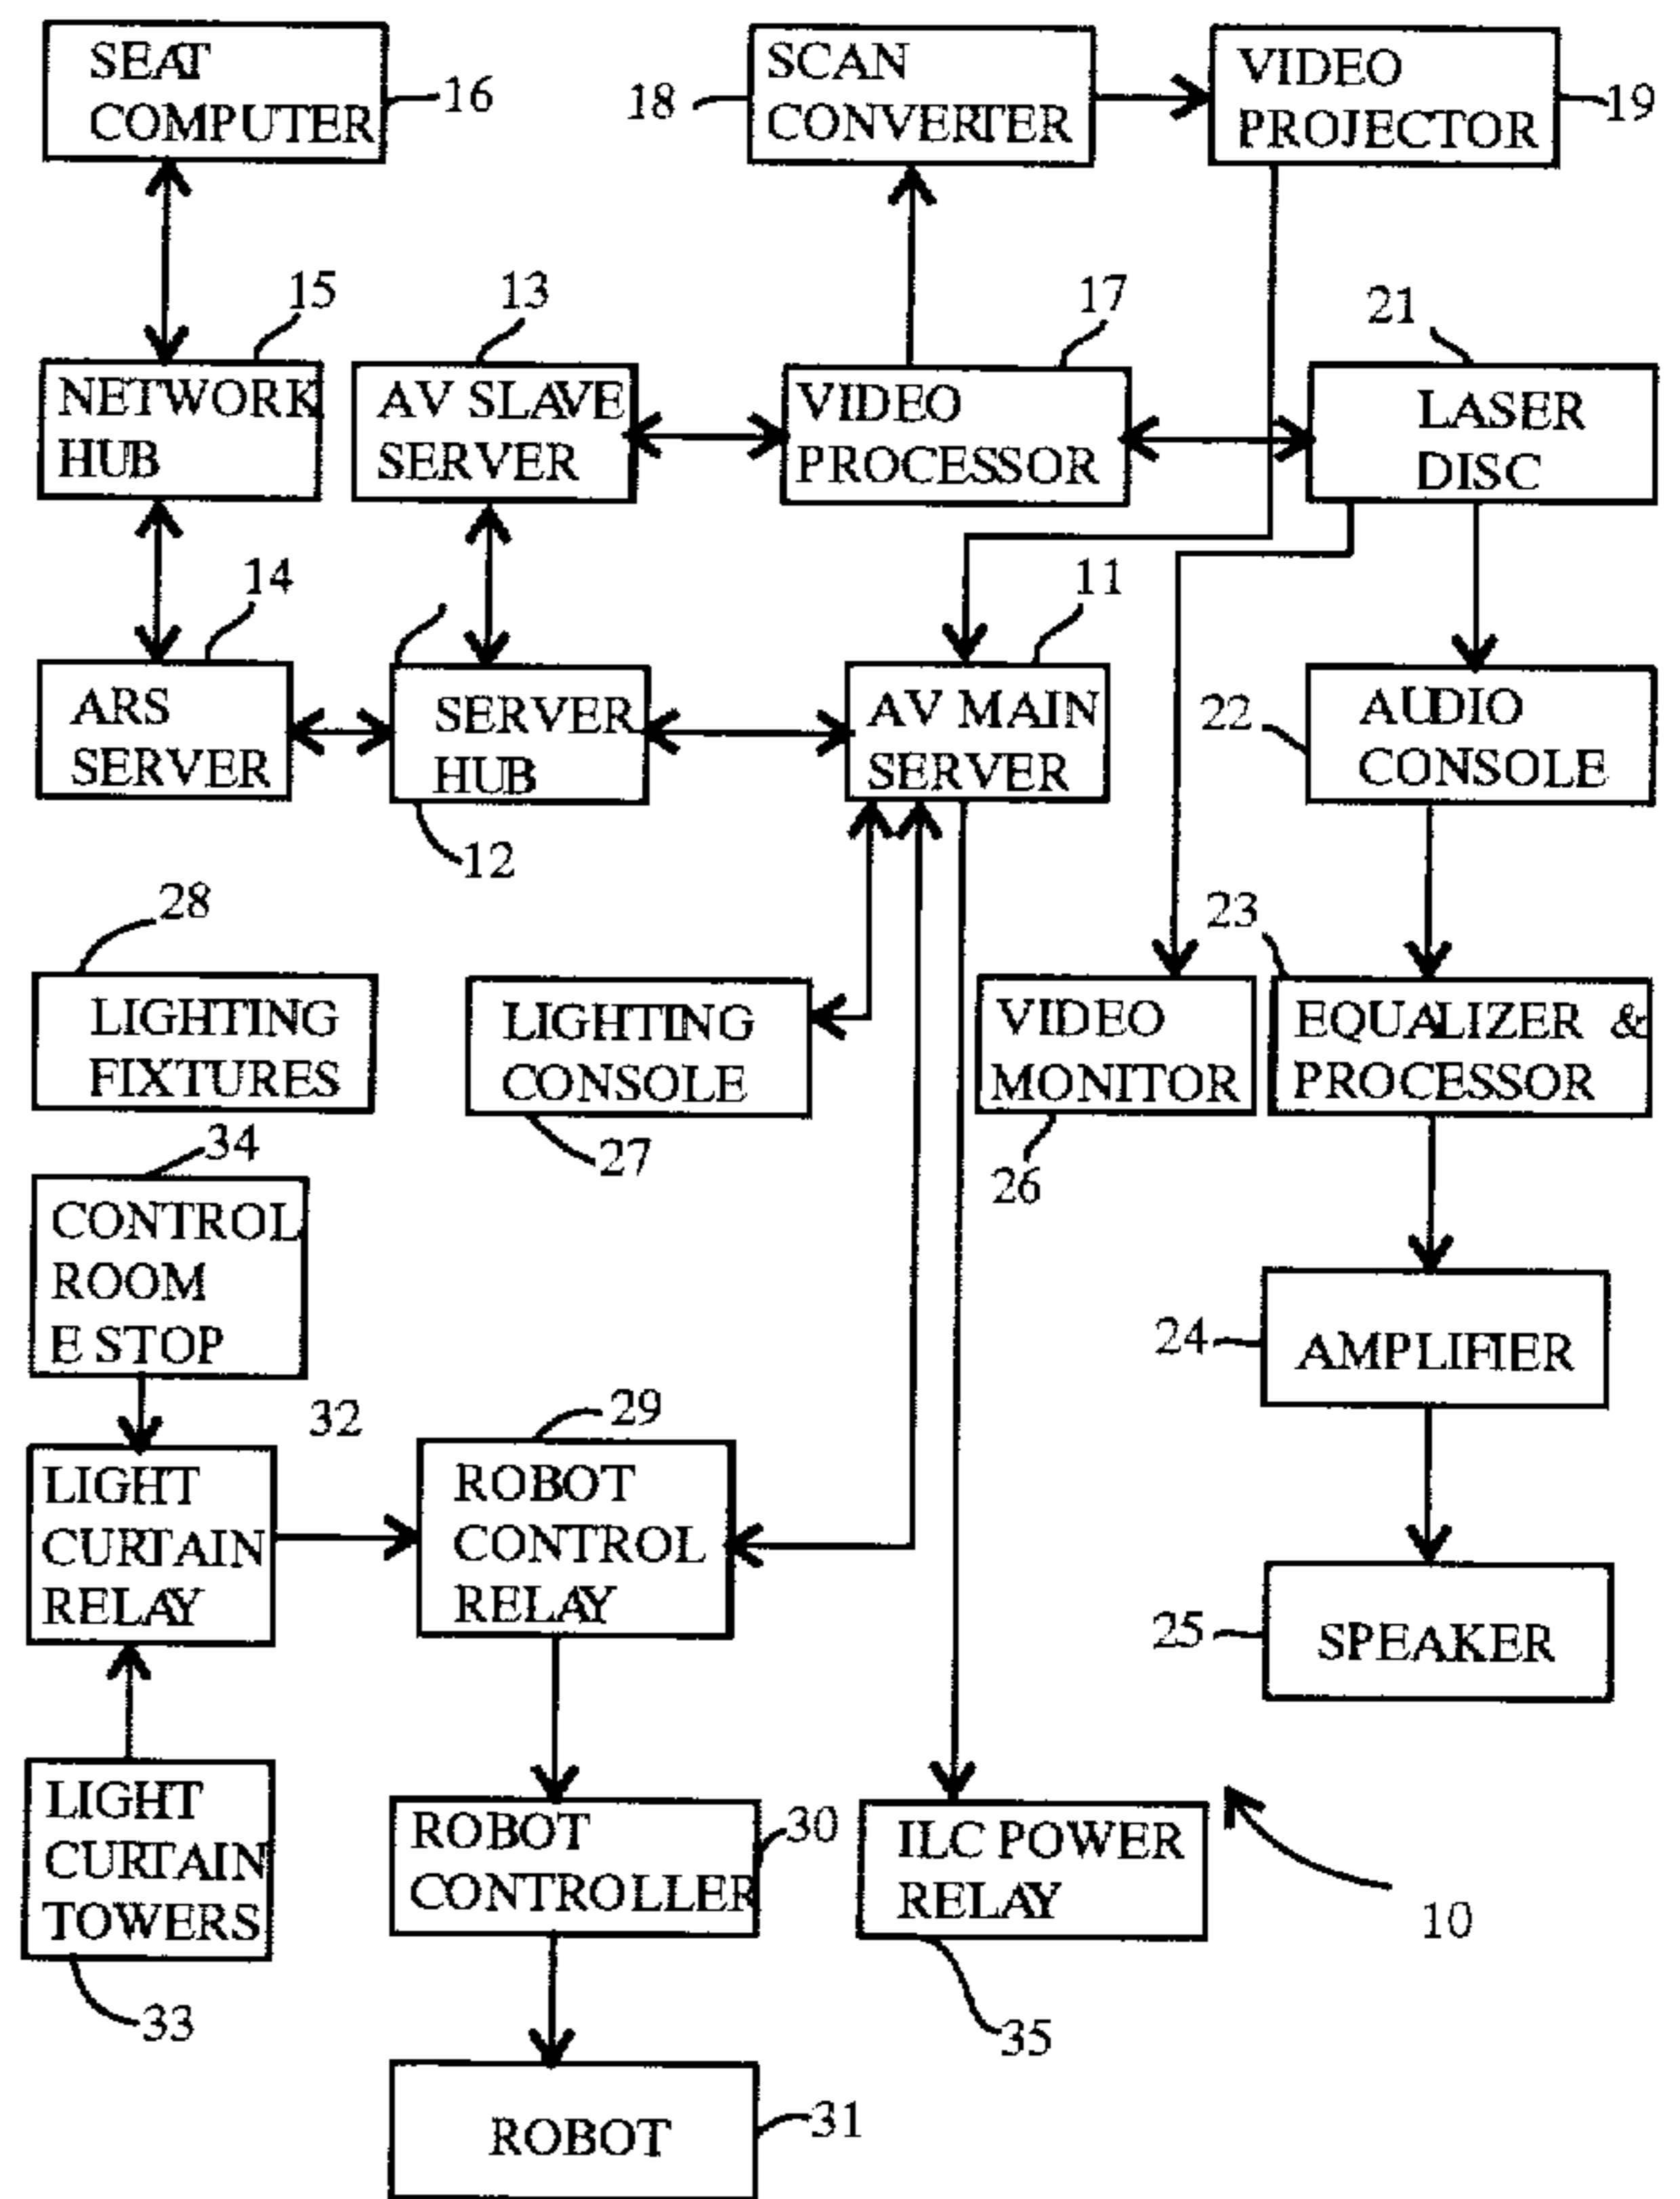 SEAT
COMPUTER
16
18
SCAN
CONVERTER
VIDEO
PROJECTOR
19
15
13
17
21
NETWORK
HUB
AV SLAVE
SERVER
VIDEO
PROCESSOR
LASER
DISC
14
11
ARS
SERVER
SERVER
HUB
AV MAIN
SERVER
22
AUDIO
CONSOLE
12
28
23
LIGHTING
FIXTURES
LIGHTING
CONSOLE
VIDEO
MONITOR
EQUALIZER &
PROCESSOR
34
27
26
CONTROL
ROOM
E STOP
24
AMPLIFIER
32
29
LIGHT
CURTAIN
RELAY
ROBOT
CONTROL
RELAY
25
SPEAKER
LIGHT
CURTAIN
TOWERS
ROBOT
CONTROLLER
30
ILC POWER
RELAY
10
33
35
ROBOT
31